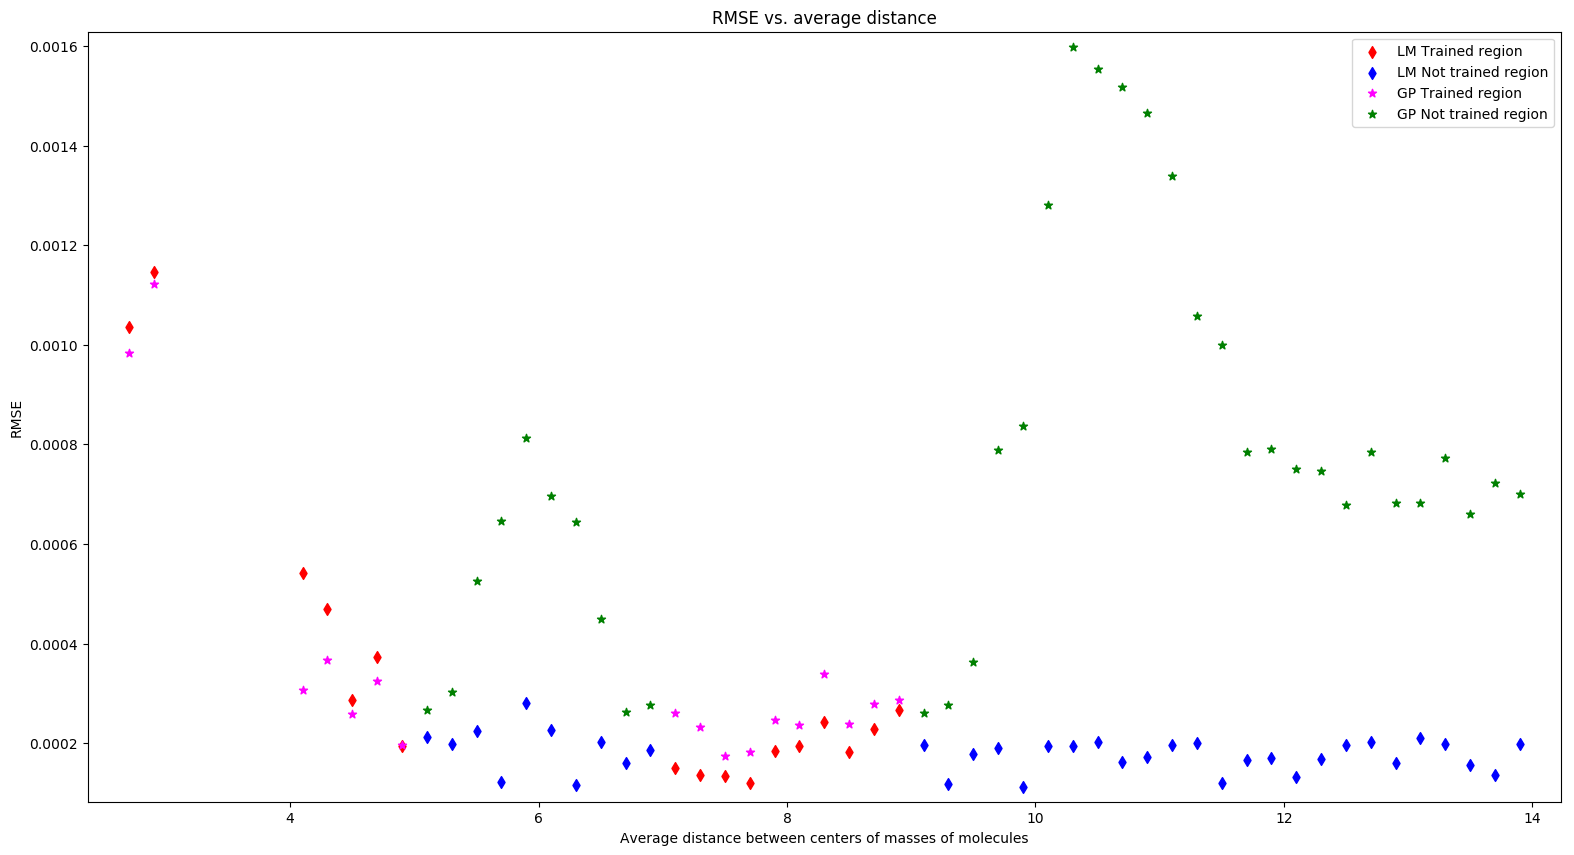 RMSE vs. average distance
0.0016
0.0014
0.0012
0.0010
0.0008
0.0006
0.0004
0.0002
RMSE
LM Trained region
LM Not trained region
GP Trained region
GP Not trained region
4 6 8 10 12 14
Average distance between centers of masses of molecules